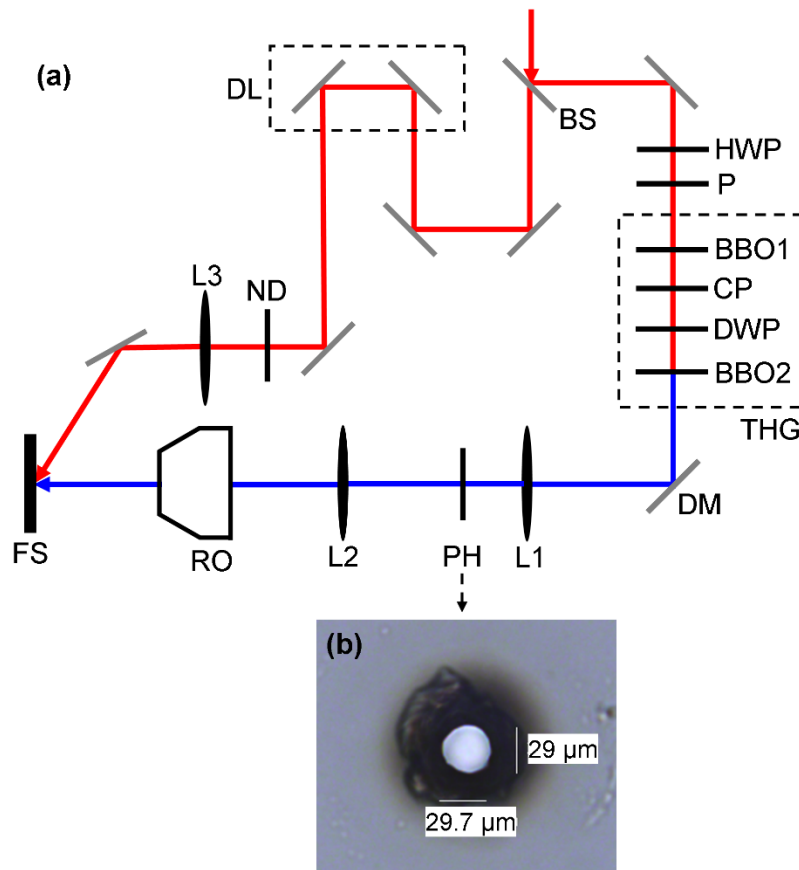 (a)
DL
BS
HWP
P
BBO1
CP
DWP
BBO2
THG
L3
ND
DM
FS
RO
L2
PH
L1
(b)
29 μm
29.7 μm